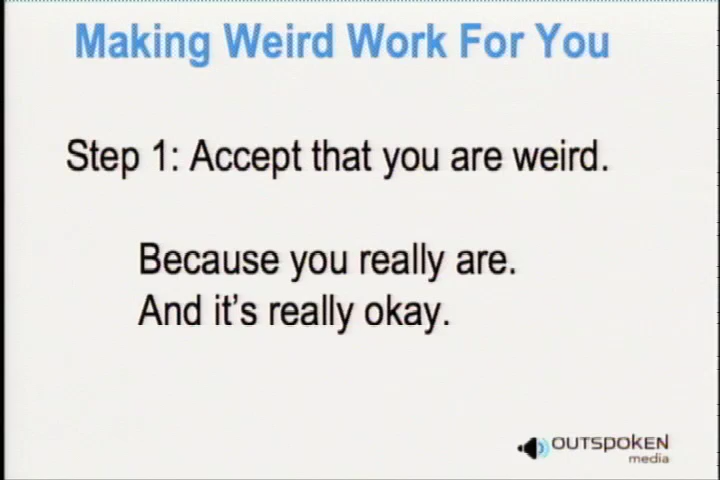 Making Weird Work For You
Step 1: Accept that you are weird.
Because you really are.
And it's really okay.
OUTSPOKEN
media